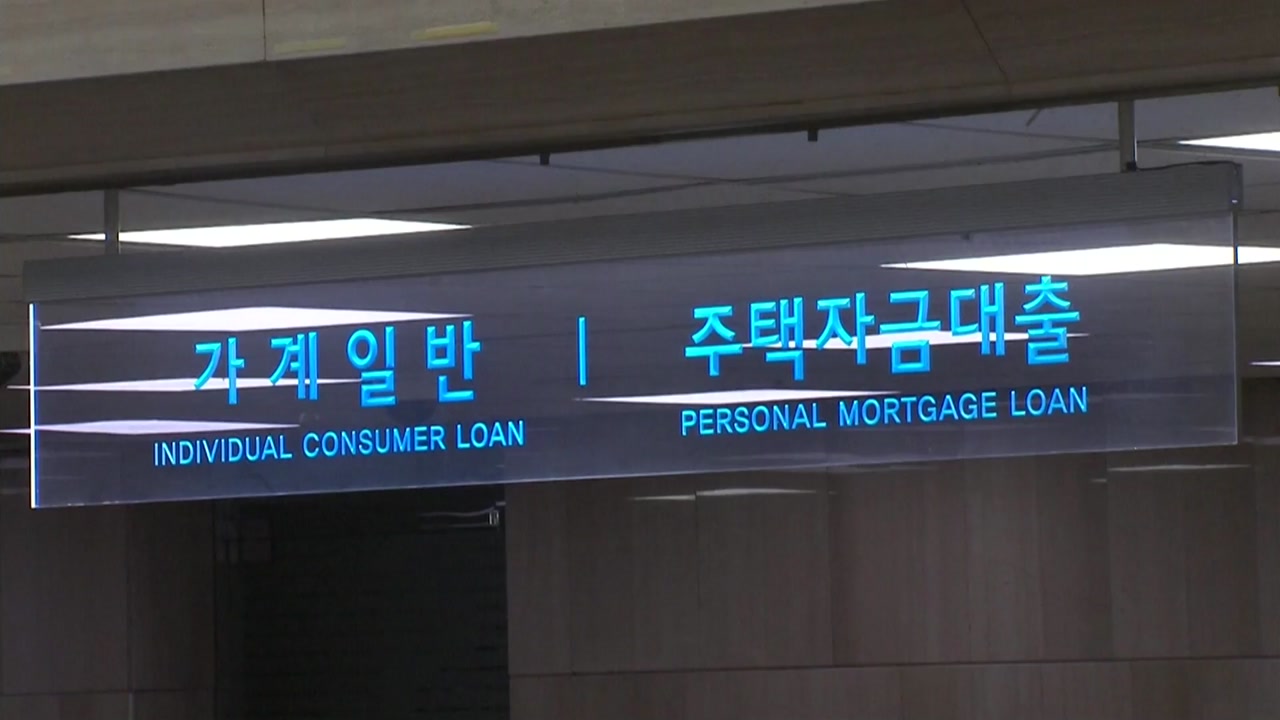 가계일반 | 주택자금대출
INDIVIDUAL CONSUMER LOAN PERSONAL MORTGAGE LOAN